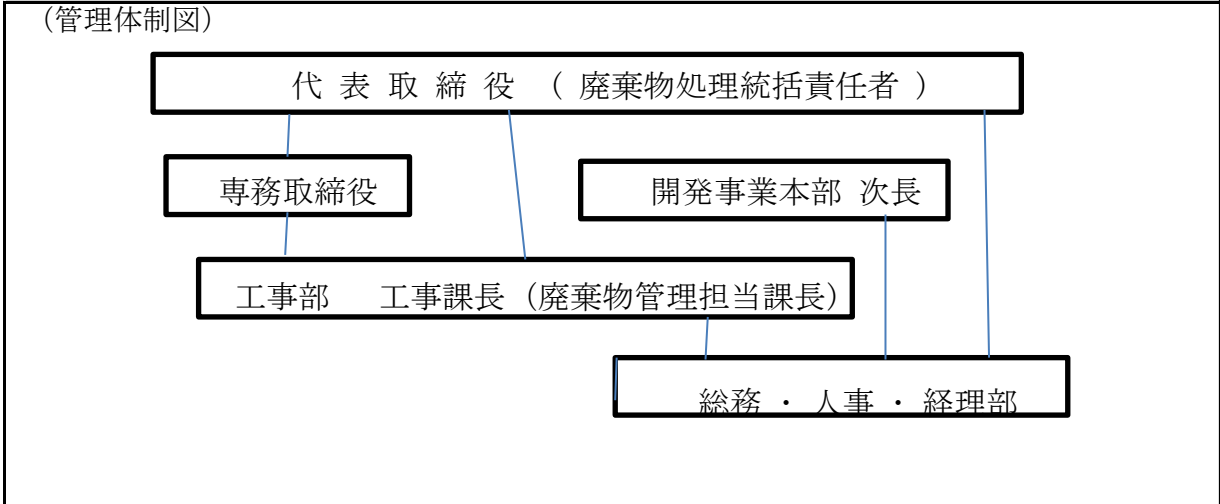 （管理体制図）
代 表 取 締 役 （ 廃棄物処理統括責任者 ）
専務取締役
開発事業本部 次長
工事部　工事課長（廃棄物管理担当課長）
総務 ・ 人事 ・ 経理部